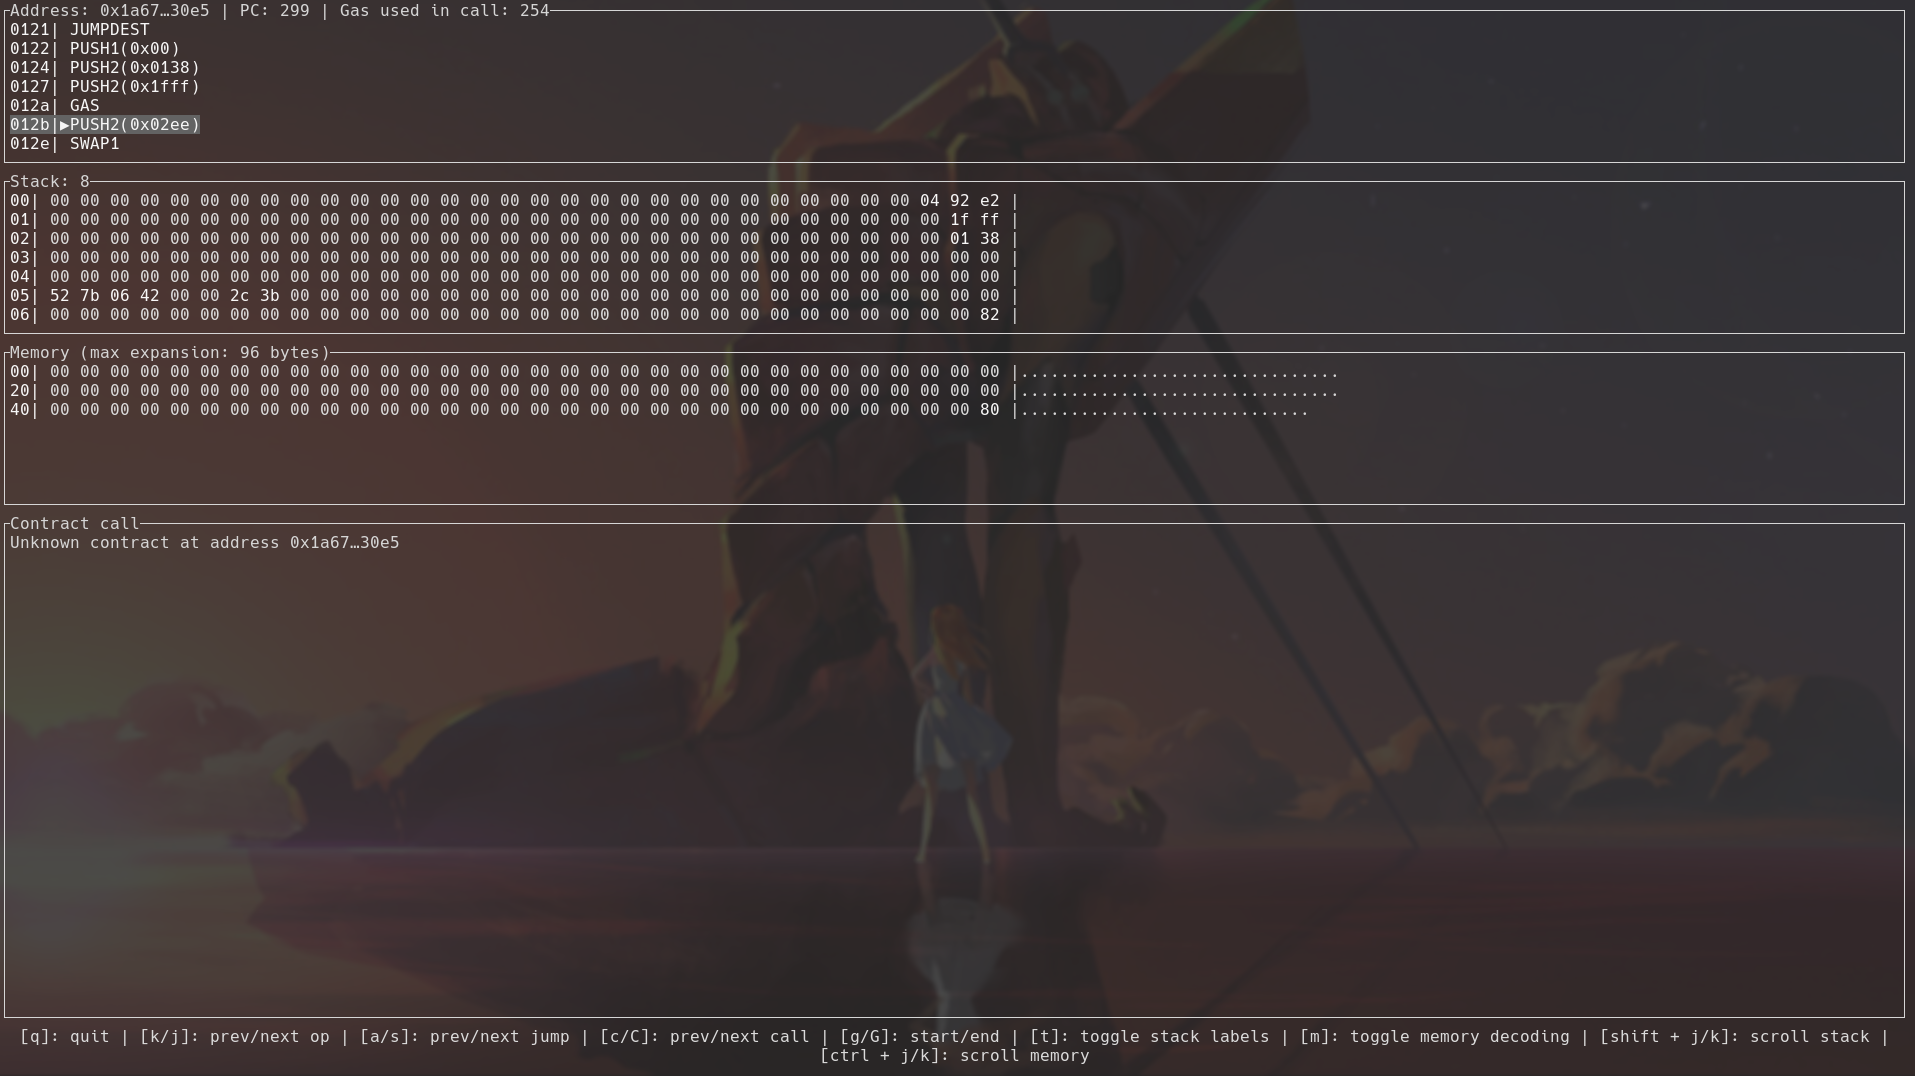 Address: 0x1a67…30e5 | PC: 299 | Gas used in call: 254
0121| JUMPDEST
0122| PUSH1(0x00)
0124| PUSH2(0x0138)
0127| PUSH2(0x1fff)
012a| GAS
012b|▶PUSH2(0x02ee)
012e| SWAP1
Stack: 8
00| 00 00 00 00 00 00 00 00 00 00 00 00 00 00 00 00 00 00 00 00 00 00 00 00 00 00 00 00 00 04 92 e2 |
01| 00 00 00 00 00 00 00 00 00 00 00 00 00 00 00 00 00 00 00 00 00 00 00 00 00 00 00 00 00 00 1f ff |
02| 00 00 00 00 00 00 00 00 00 00 00 00 00 00 00 00 00 00 00 00 00 00 00 00 00 00 00 00 00 00 01 38 |
03| 00 00 00 00 00 00 00 00 00 00 00 00 00 00 00 00 00 00 00 00 00 00 00 00 00 00 00 00 00 00 00 00 |
04| 00 00 00 00 00 00 00 00 00 00 00 00 00 00 00 00 00 00 00 00 00 00 00 00 00 00 00 00 00 00 00 00 |
05| 52 7b 06 42 00 00 2c 3b 00 00 00 00 00 00 00 00 00 00 00 00 00 00 00 00 00 00 00 00 00 00 00 00 |
06| 00 00 00 00 00 00 00 00 00 00 00 00 00 00 00 00 00 00 00 00 00 00 00 00 00 00 00 00 00 00 00 82 |
Memory (max expansion: 96 bytes)
00| 00 00 00 00 00 00 00 00 00 00 00 00 00 00 00 00 00 00 00 00 00 00 00 00 00 00 00 00 00 00 00 00 |................................
20| 00 00 00 00 00 00 00 00 00 00 00 00 00 00 00 00 00 00 00 00 00 00 00 00 00 00 00 00 00 00 00 00 |................................
40| 00 00 00 00 00 00 00 00 00 00 00 00 00 00 00 00 00 00 00 00 00 00 00 00 00 00 00 00 00 00 00 80 |.............................
Contract call
Unknown contract at address 0x1a67…30e5
[q]: quit | [k/j]: prev/next op | [a/s]: prev/next jump | [c/C]: prev/next call | [g/G]: start/end | [t]: toggle stack labels | [m]: toggle memory decoding | [shift + j/k]: scroll stack |
[ctrl + j/k]: scroll memory